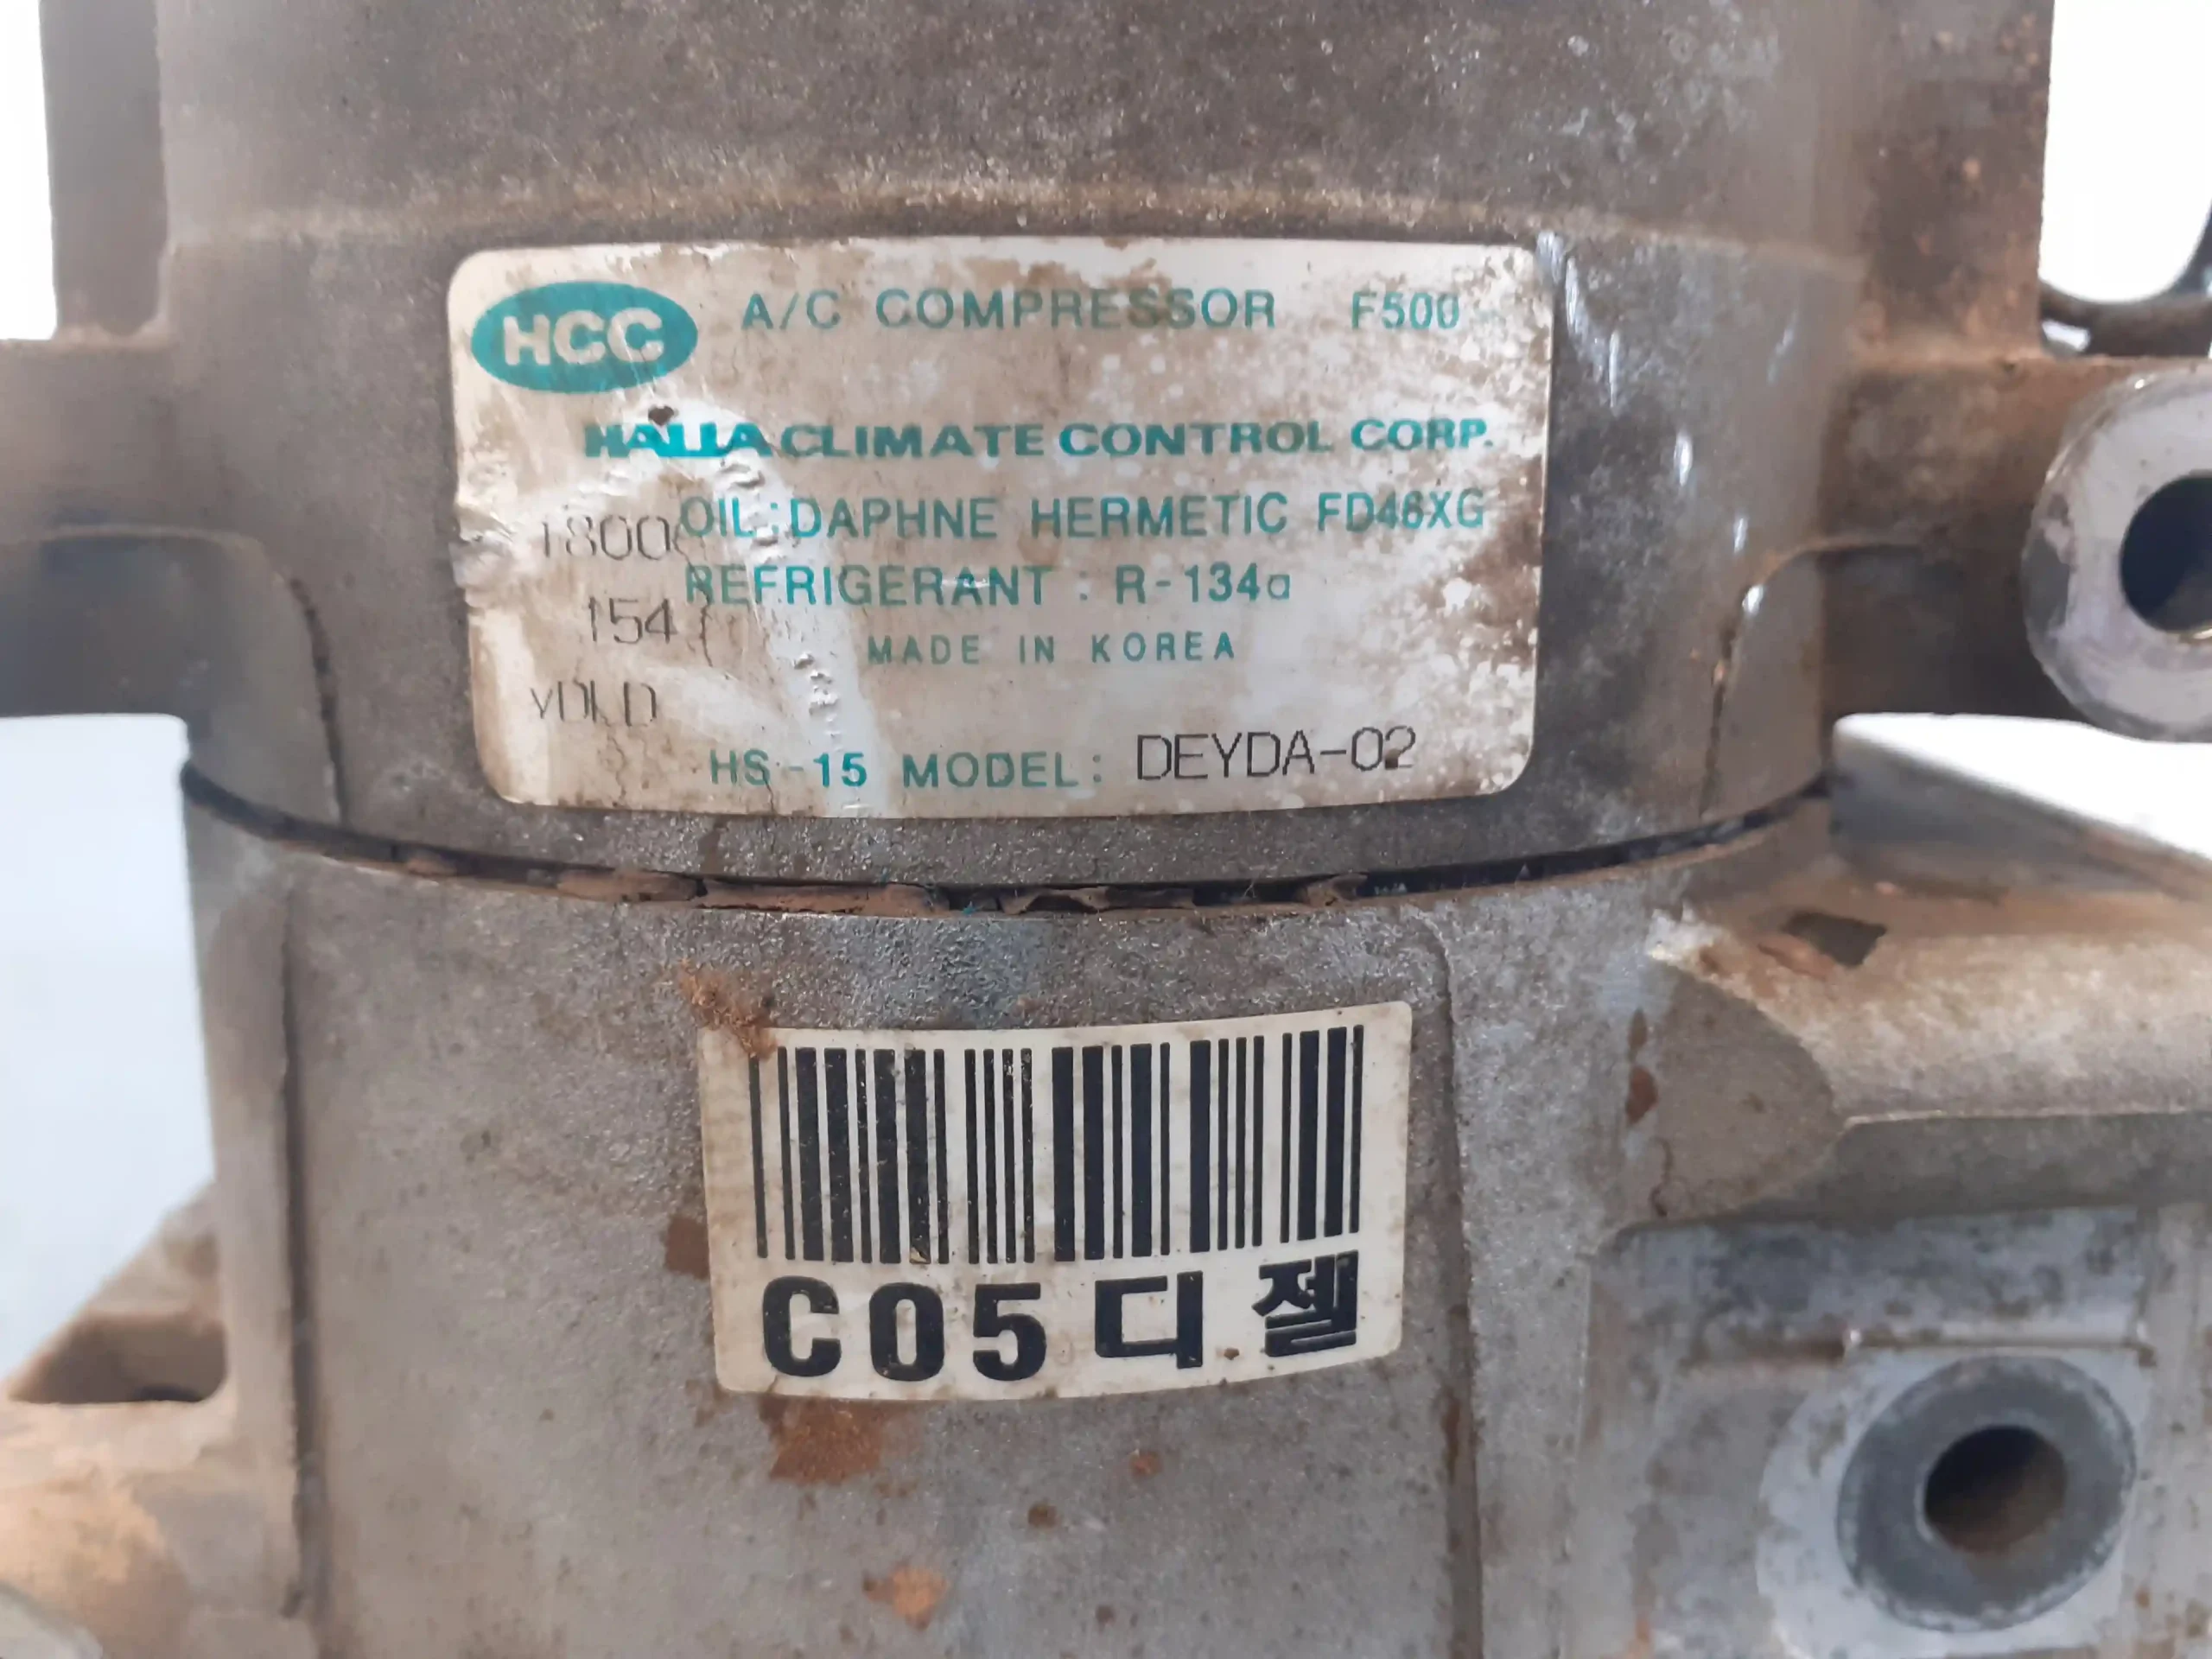 HCC A/C COMPRESSOR F500
HALLA CLIMATE CONTROL CORP.
OIL : DAPHNE HERMETIC FD46XG
REFRIGERANT : R-134a
154
MADE IN KOREA
HS-15 MODEL: DEYDA-02
C05디젤